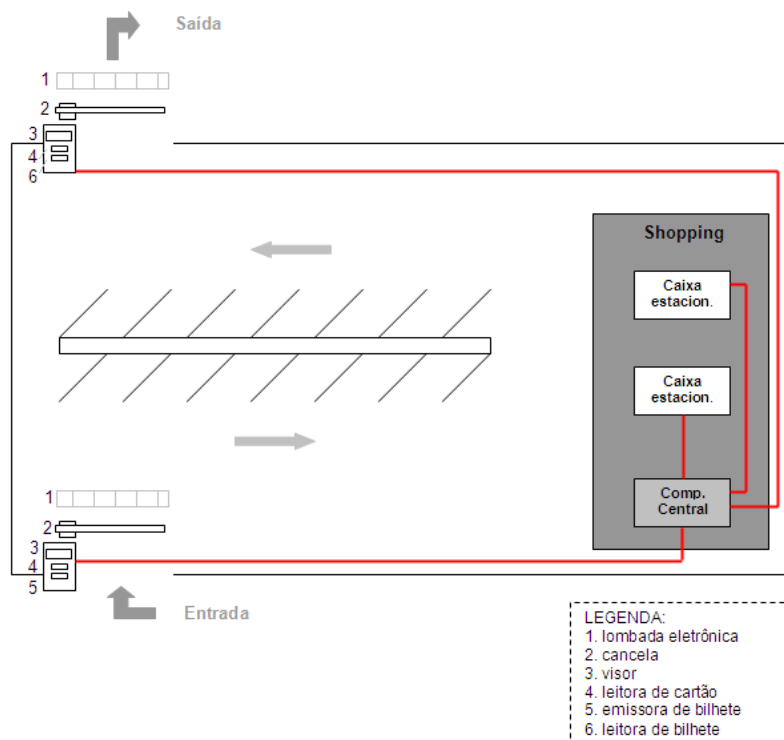 Saída
1
2
3
4
6
Shopping
Caixa
estacion.
Caixa
estacion.
Comp.
Central
1
2
3
4
5
Entrada
LEGENDA:
1. lombada eletrônica
2. cancela
3. visor
4. leitora de cartão
5. emissora de bilhete
6. leitora de bilhete